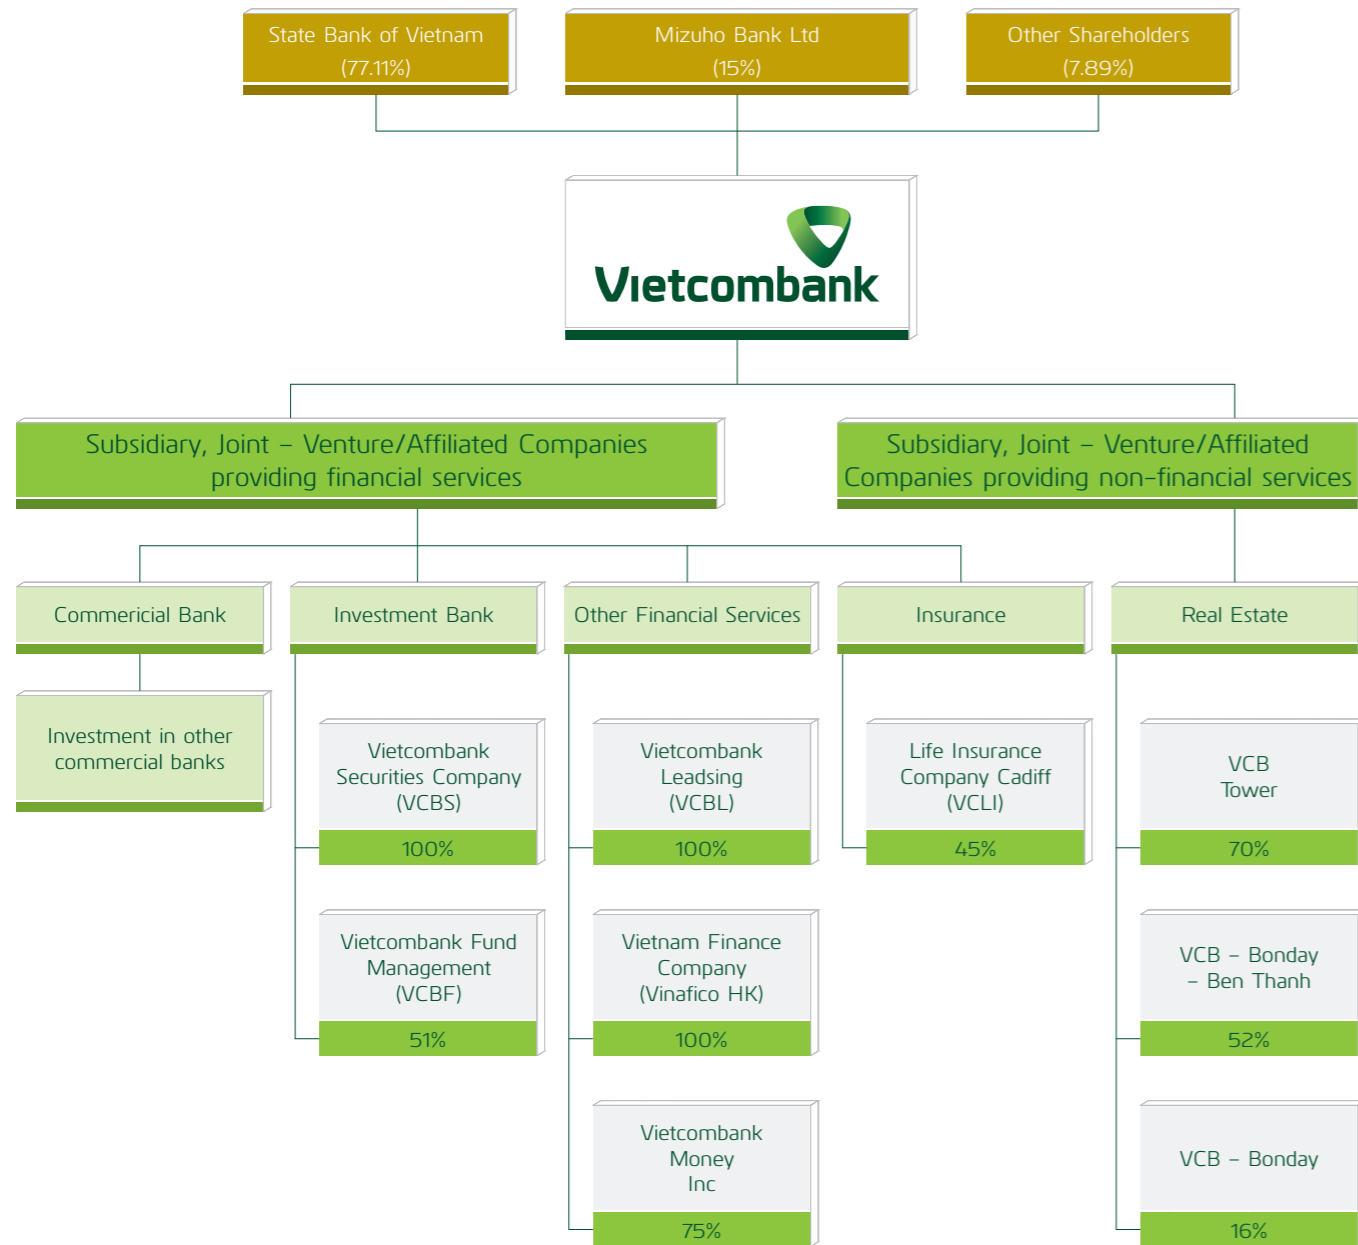 State Bank of Vietnam
(77.11%)
Mizuho Bank Ltd
(15%)
Other Shareholders
(7.89%)
Vietcombank
Subsidiary, Joint – Venture/Affiliated Companies
providing financial services
Subsidiary, Joint – Venture/Affiliated
Companies providing non-financial services
Commericial Bank
Investment Bank
Other Financial Services
Insurance
Real Estate
Investment in other
commercial banks
Vietcombank
Securities Company
(VCBS)
100%
Vietcombank
Leadsing
(VCBL)
100%
Life Insurance
Company Cadiff
(VCLI)
45%
VCB
Tower
70%
Vietcombank Fund
Management
(VCBF)
51%
Vietnam Finance
Company
(Vinafico HK)
100%
VCB – Bonday
– Ben Thanh
52%
Vietcombank
Money
Inc
75%
VCB – Bonday
16%